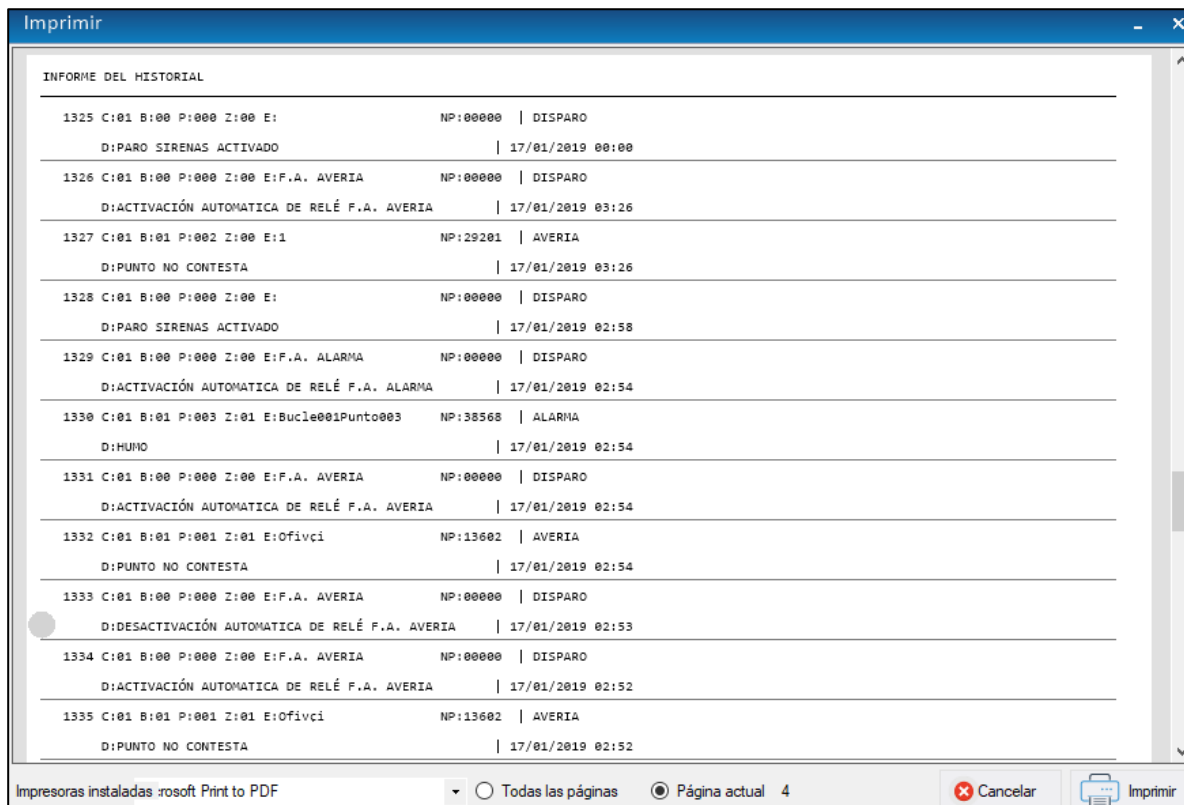 Imprimir
INFORME DEL HISTORIAL
1325 C:01 B:00 P:000 Z:00 E: NP:00000 | DISPARO
D:PARO SIRENAS ACTIVADO | 17/01/2019 00:00
1326 C:01 B:00 P:000 Z:00 E:F.A. AVERIA NP:00000 | DISPARO
D:ACTIVACIÓN AUTOMATICA DE RELÉ F.A. AVERIA | 17/01/2019 03:26
1327 C:01 B:01 P:002 Z:00 E:1 NP:29201 | AVERIA
D:PUNTO NO CONTESTA | 17/01/2019 03:26
1328 C:01 B:00 P:000 Z:00 E: NP:00000 | DISPARO
D:PARO SIRENAS ACTIVADO | 17/01/2019 02:58
1329 C:01 B:00 P:000 Z:00 E:F.A. ALARMA NP:00000 | DISPARO
D:ACTIVACIÓN AUTOMATICA DE RELÉ F.A. ALARMA | 17/01/2019 02:54
1330 C:01 B:01 P:003 Z:01 E:Bucle001Punto003 NP:38568 | ALARMA
D:HUMO | 17/01/2019 02:54
1331 C:01 B:00 P:000 Z:00 E:F.A. AVERIA NP:00000 | DISPARO
D:ACTIVACIÓN AUTOMATICA DE RELÉ F.A. AVERIA | 17/01/2019 02:54
1332 C:01 B:01 P:001 Z:01 E:Ofivçi NP:13602 | AVERIA
D:PUNTO NO CONTESTA | 17/01/2019 02:54
1333 C:01 B:00 P:000 Z:00 E:F.A. AVERIA NP:00000 | DISPARO
D:DESACTIVACIÓN AUTOMATICA DE RELÉ F.A. AVERIA | 17/01/2019 02:53
1334 C:01 B:00 P:000 Z:00 E:F.A. AVERIA NP:00000 | DISPARO
D:ACTIVACIÓN AUTOMATICA DE RELÉ F.A. AVERIA | 17/01/2019 02:52
1335 C:01 B:01 P:001 Z:01 E:Ofivçi NP:13602 | AVERIA
D:PUNTO NO CONTESTA | 17/01/2019 02:52
Impresoras instaladas :rosoft Print to PDF Todas las páginas Página actual 4 Cancelar Imprimir